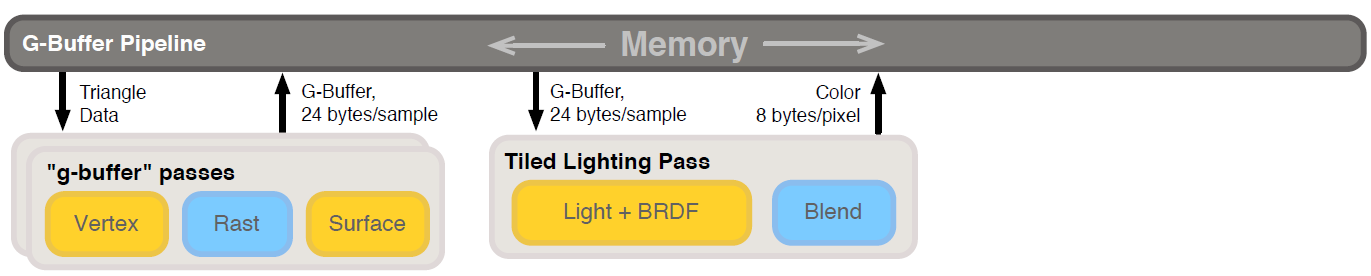 G-Buffer Pipeline
Memory
Triangle
Data
G-Buffer,
24 bytes/sample
G-Buffer,
24 bytes/sample
Color
8 bytes/pixel
"g-buffer" passes
Vertex
Rast
Surface
Tiled Lighting Pass
Light + BRDF
Blend